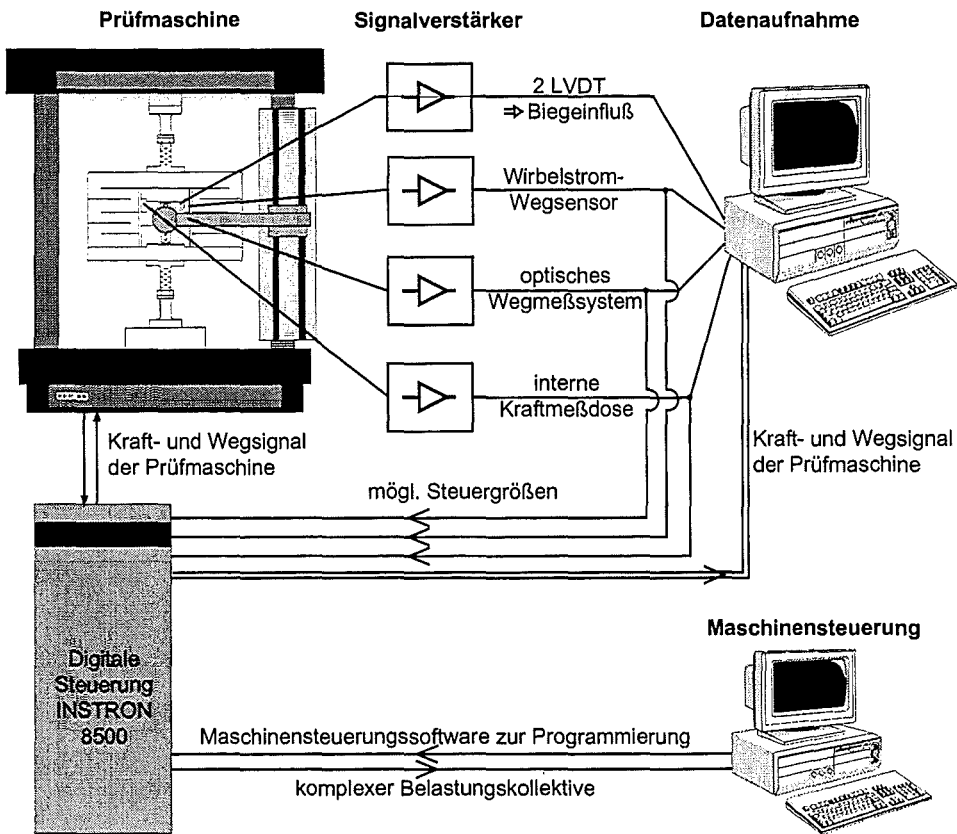 Prüfmaschine
Signalverstärker
Datenaufnahme
2 LVDT
⇒ Biegeeinfluß
Wirbelstrom-
Wegsensor
optisches
Wegmeßsystem
interne
Kraftmeßdose
Kraft- und Wegsignal
der Prüfmaschine
Kraft- und Wegsignal
der Prüfmaschine
mögl. Steuergrößen
Maschinensteuerung
Digitale
Steuerung
INSTRON
8500
Maschinensteuerungssoftware zur Programmierung
komplexer Belastungskollektive